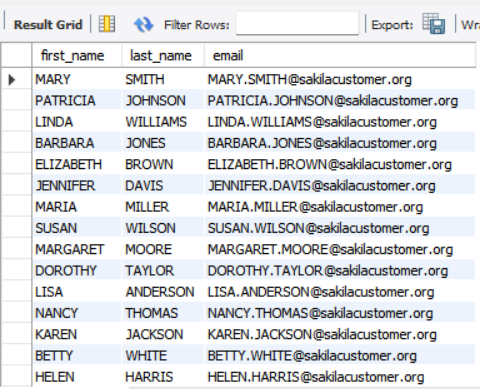 Result Grid Filter Rows: Export: Wra
first_name last_name email
MARY SMITH MARY.SMITH@sakilacustomer.org
PATRICIA JOHNSON PATRICIA.JOHNSON@sakilacustomer.org
LINDA WILLIAMS LINDA.WILLIAMS@sakilacustomer.org
BARBARA JONES BARBARA.JONES@sakilacustomer.org
ELIZABETH BROWN ELIZABETH.BROWN@sakilacustomer.org
JENNIFER DAVIS JENNIFER.DAVIS@sakilacustomer.org
MARIA MILLER MARIA.MILLER@sakilacustomer.org
SUSAN WILSON SUSAN.WILSON@sakilacustomer.org
MARGARET MOORE MARGARET.MOORE@sakilacustomer.org
DOROTHY TAYLOR DOROTHY.TAYLOR@sakilacustomer.org
LISA ANDERSON LISA.ANDERSON@sakilacustomer.org
NANCY THOMAS NANCY.THOMAS@sakilacustomer.org
KAREN JACKSON KAREN.JACKSON@sakilacustomer.org
BETTY WHITE BETTY.WHITE@sakilacustomer.org
HELEN HARRIS HELEN.HARRIS@sakilacustomer.org